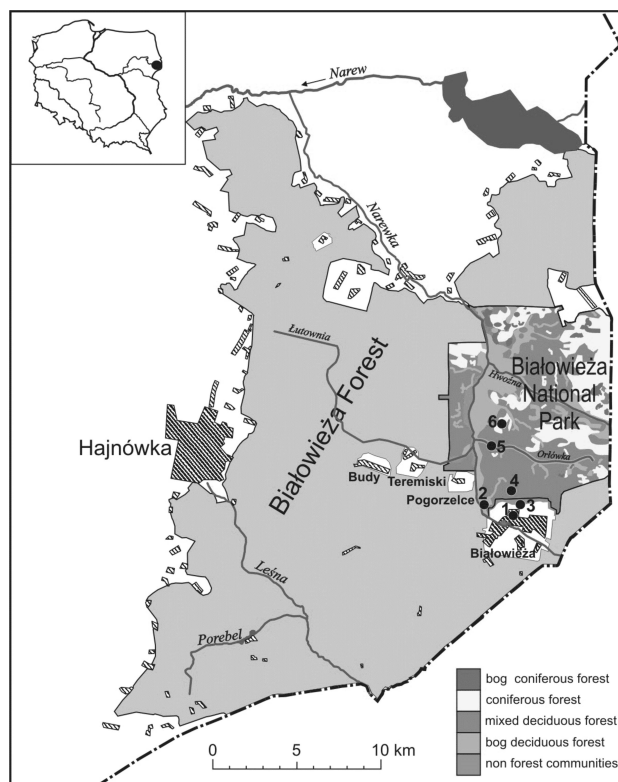 Narew
Narewka
Łutownia
Białowieża Forest
Hwoźna
Białowieża
National
Park
6
5
Orłówka
Hajnówka
Budy
Teremiski
Pogorzelce
4
2
3
1
Białowieża
Leśna
Porebel
bog coniferous forest
coniferous forest
mixed deciduous forest
bog deciduous forest
non forest communities
0 5 10 km